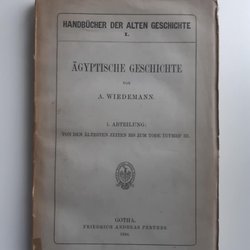 HANDBÜCHER DER ALTEN GESCHICHTE
I.
ÄGYPTISCHE GESCHICHTE
VON
A. WIEDEMANN.
1. ABTEILUNG:
VON DEN ÄLTESTEN ZEITEN BIS ZUM TODE TUTMES' III.
GOTHA.
FRIEDRICH ANDREAS PERTHES.